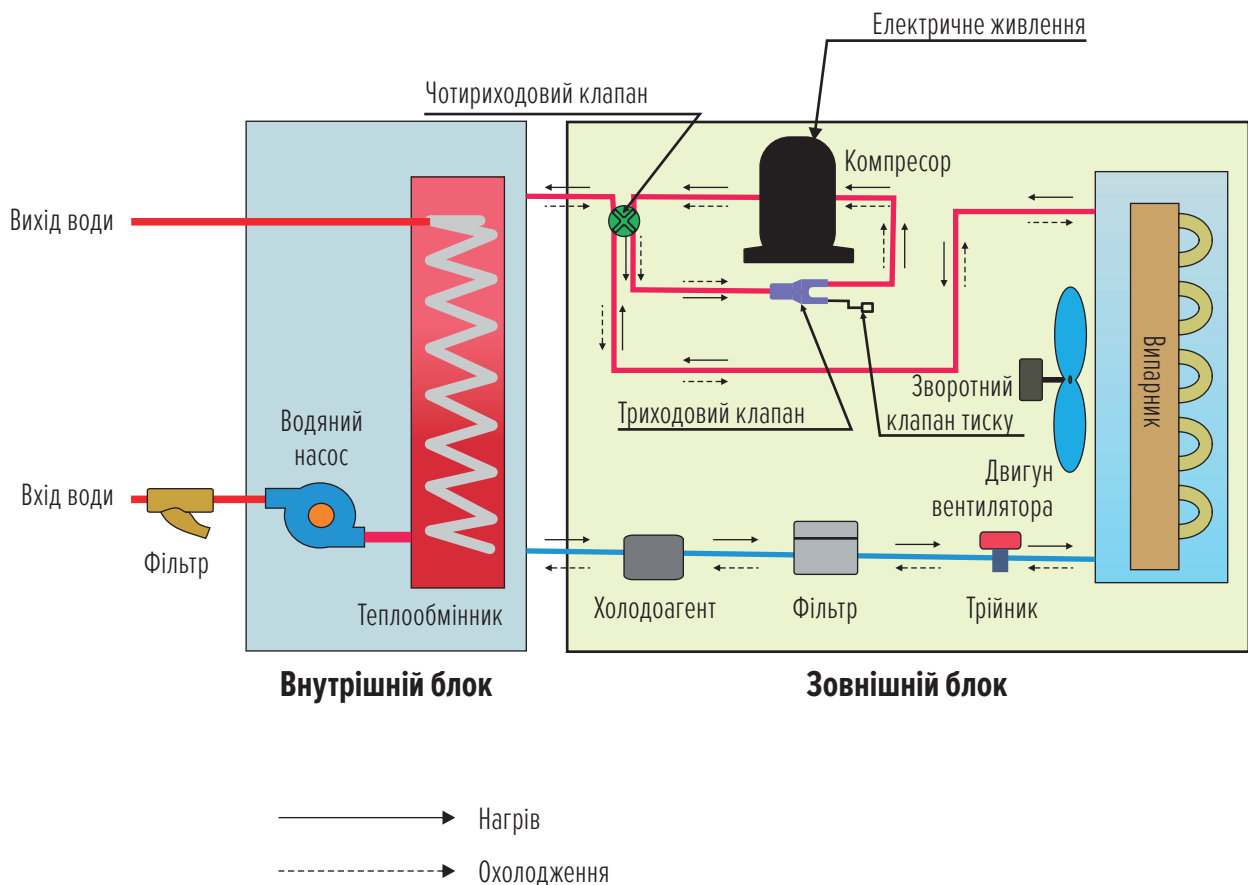 Електричне живлення
Чотириходовий клапан
Компресор
Вихід води
Випарник
Зворотний
клапан тиску
Триходовий клапан
Водяний
насос
Двигун
вентилятора
Вхід води
Фільтр
Теплообмінник
Холодоагент
Фільтр
Трійник
Внутрішній блок
Зовнішній блок
Нагрів
Охолодження